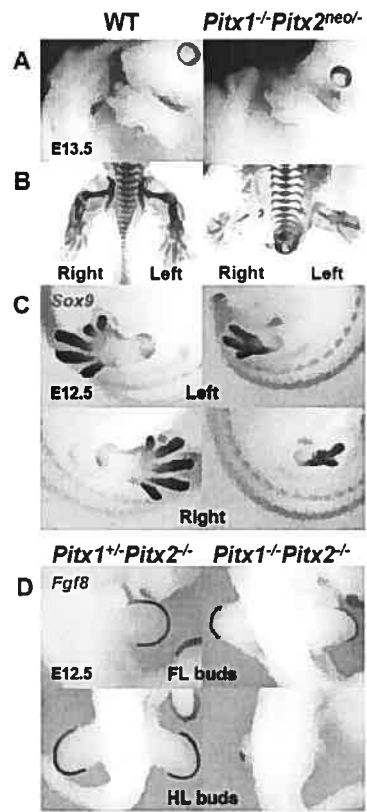 WT Pitx1-/-Pitx2neo/-
A
E13.5
B
Right Left Right Left
C Sox9
E12.5 Left
Right
Pitx1+/-Pitx2-/- Pitx1-/-Pitx2-/-
D Fgf8
E12.5 FL buds
HL buds